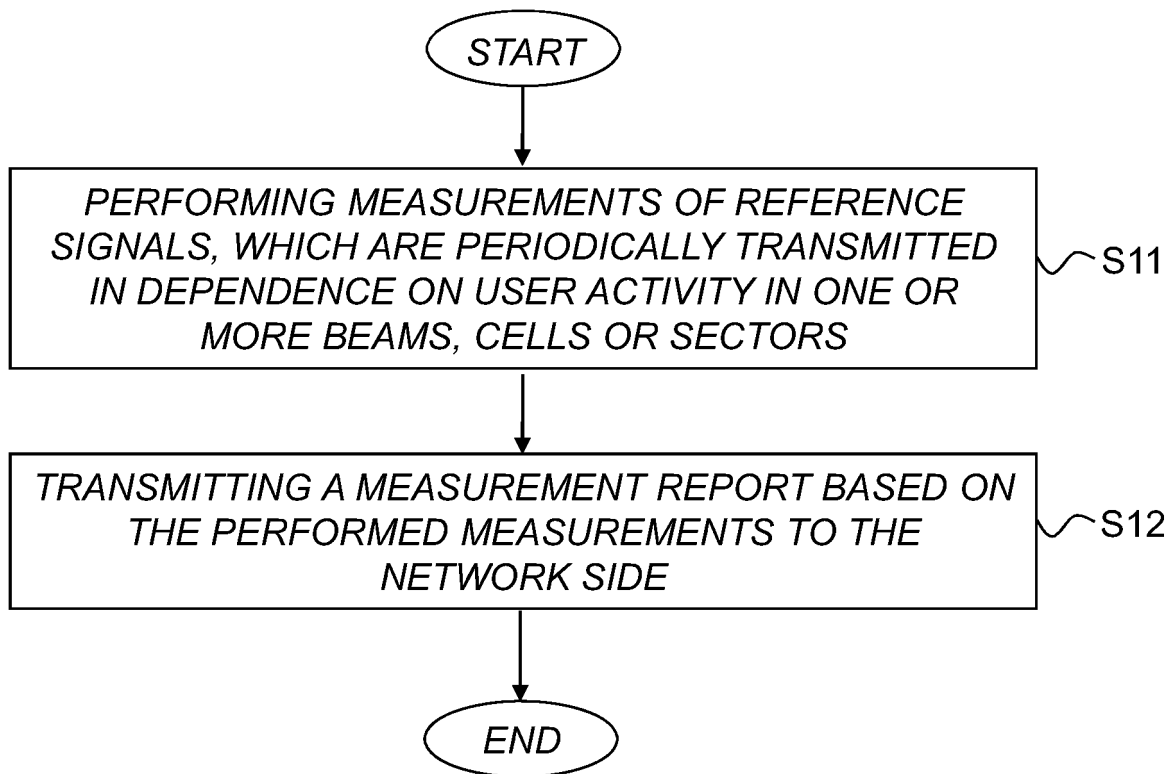 START
PERFORMING MEASUREMENTS OF REFERENCE
SIGNALS, WHICH ARE PERIODICALLY TRANSMITTED
IN DEPENDENCE ON USER ACTIVITY IN ONE OR
MORE BEAMS, CELLS OR SECTORS
S11
TRANSMITTING A MEASUREMENT REPORT BASED ON
THE PERFORMED MEASUREMENTS TO THE
NETWORK SIDE
S12
END